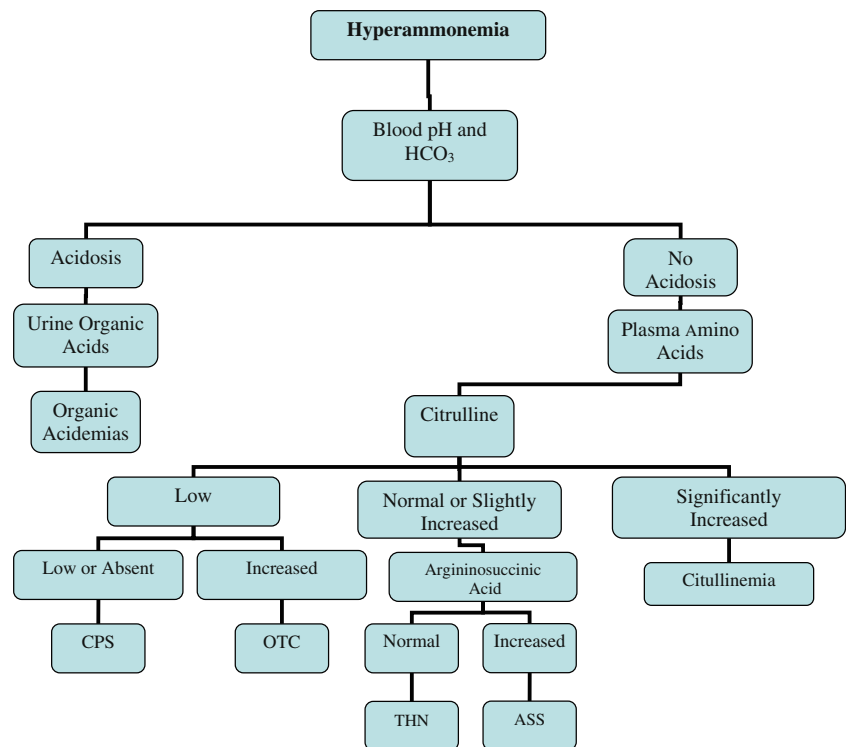 Hyperammonemia
Blood pH and
HCO₃
Acidosis
No
Acidosis
Urine Organic
Acids
Plasma Amino
Acids
Organic
Acidemias
Citrulline
Low
Normal or Slightly
Increased
Significantly
Increased
Low or Absent
Increased
Argininosuccinic
Acid
Citullinemia
CPS
OTC
Normal
Increased
THN
ASS